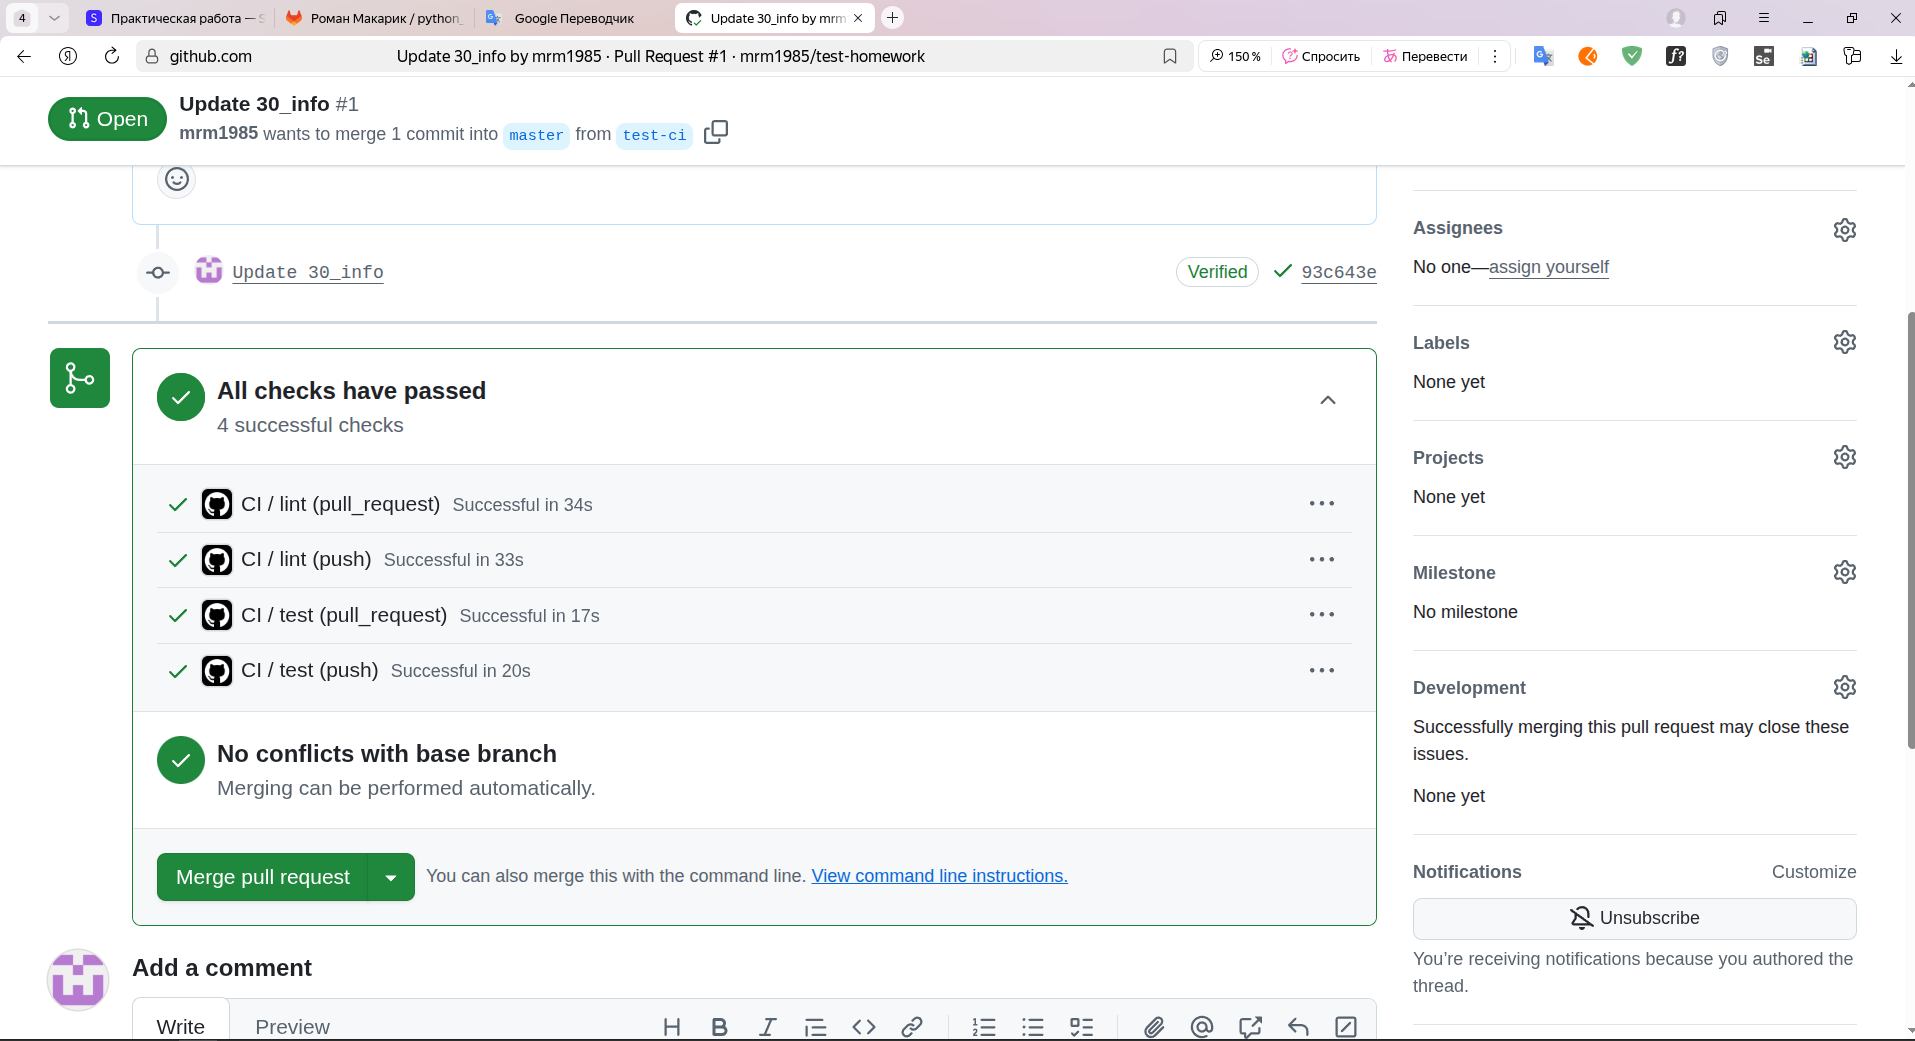 4
Практическая работа —
Роман Макарик / python_
Google Переводчик
Update 30_info by mrm
github.com
Update 30_info by mrm1985 · Pull Request #1 · mrm1985/test-homework
150 %
Спросить
Перевести
Open
Update 30_info #1
mrm1985 wants to merge 1 commit into master from test-ci
Update 30_info
Verified
93c643e
All checks have passed
4 successful checks
CI / lint (pull_request) Successful in 34s
CI / lint (push) Successful in 33s
CI / test (pull_request) Successful in 17s
CI / test (push) Successful in 20s
No conflicts with base branch
Merging can be performed automatically.
Merge pull request
You can also merge this with the command line. View command line instructions.
Add a comment
Write
Preview
Assignees
No one—assign yourself
Labels
None yet
Projects
None yet
Milestone
No milestone
Development
Successfully merging this pull request may close these
issues.
None yet
Notifications
Customize
Unsubscribe
You're receiving notifications because you authored the
thread.